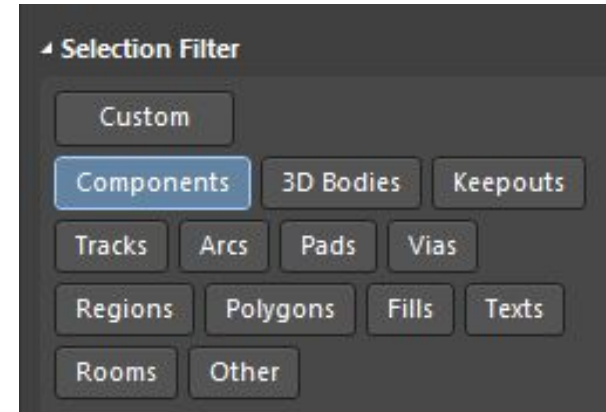 Selection Filter
Custom
Components 3D Bodies Keepouts
Tracks Arcs Pads Vias
Regions Polygons Fills Texts
Rooms Other